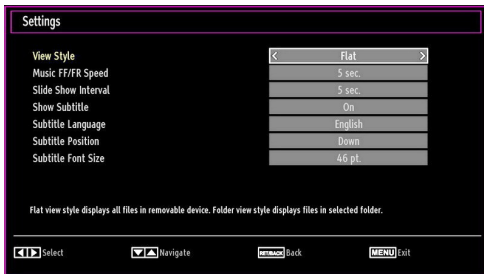 Settings
View Style < Flat >
Music FF/FR Speed 5 sec.
Slide Show Interval 5 sec.
Show Subtitle On
Subtitle Language English
Subtitle Position Down
Subtitle Font Size 46 pt.
Flat view style displays all files in removable device. Folder view style displays files in selected folder.
Select Navigate RET/BACK Back MENU Exit